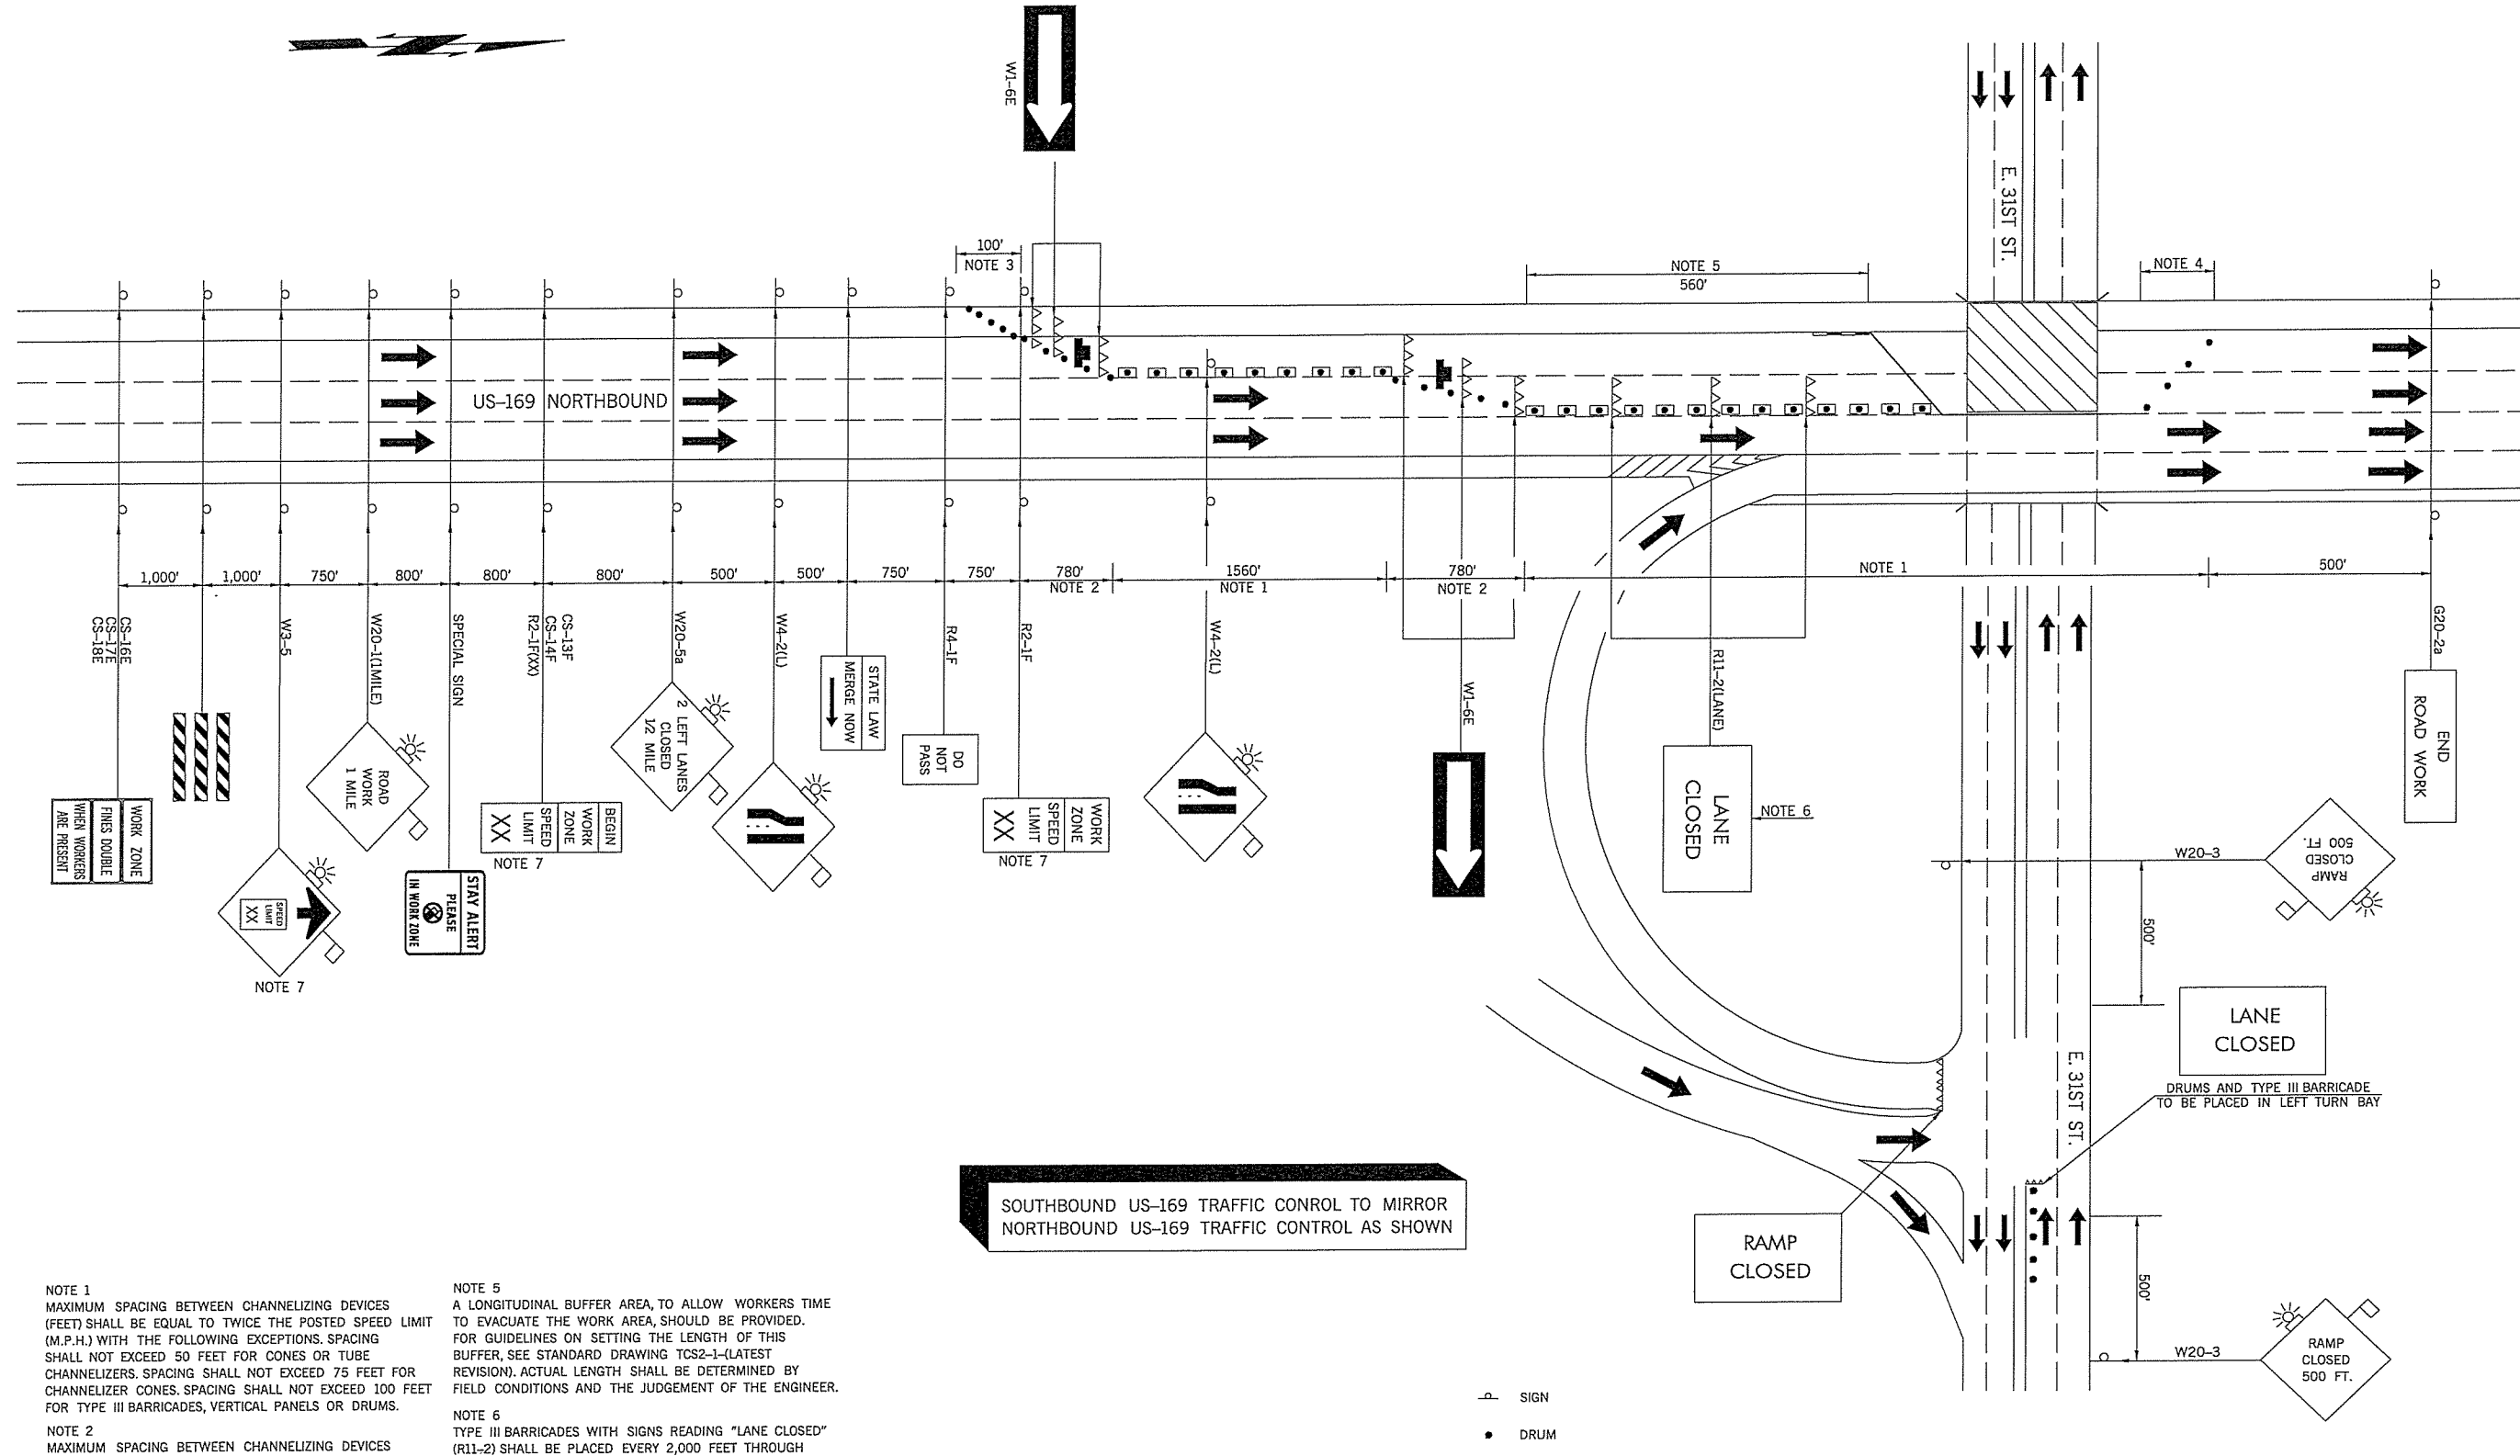 W1-6E
E. 31ST ST.
100'
NOTE 3
NOTE 5
560'
NOTE 4
US-169 NORTHBOUND
1,000'
1,000'
750'
800'
800'
800'
500'
500'
750'
750'
780'
NOTE 2
1560'
NOTE 1
780'
NOTE 2
NOTE 1
500'
CS-16E
CS-17E
CS-18E
W3-5
W20-1(1MILE)
SPECIAL SIGN
CS-13F
CS-14F
R2-1F(XX)
W20-5a
W4-2(L)
R4-1F
R2-1F
W4-2(L)
W1-6E
R11-2(LANE)
G20-2a
WORK ZONE
FINES DOUBLE
WHEN WORKERS
ARE PRESENT
SPEED
LIMIT
XX
NOTE 7
ROAD
WORK
1 MILE
STAY ALERT
PLEASE
IN WORK ZONE
BEGIN
WORK
ZONE
SPEED
LIMIT
XX
NOTE 7
2 LEFT LANES
CLOSED
1/2 MILE
STATE LAW
MERGE NOW
DO
NOT
PASS
WORK
ZONE
SPEED
LIMIT
XX
NOTE 7
LANE
CLOSED
NOTE 6
END
ROAD WORK
W20-3
RAMP
CLOSED
500 FT.
500'
LANE
CLOSED
E. 31ST ST.
DRUMS AND TYPE III BARRICADE
TO BE PLACED IN LEFT TURN BAY
SOUTHBOUND US-169 TRAFFIC CONROL TO MIRROR
NORTHBOUND US-169 TRAFFIC CONTROL AS SHOWN
RAMP
CLOSED
500'
W20-3
RAMP
CLOSED
500 FT.
NOTE 1
MAXIMUM SPACING BETWEEN CHANNELIZING DEVICES
(FEET) SHALL BE EQUAL TO TWICE THE POSTED SPEED LIMIT
(M.P.H.) WITH THE FOLLOWING EXCEPTIONS. SPACING
SHALL NOT EXCEED 50 FEET FOR CONES OR TUBE
CHANNELIZERS. SPACING SHALL NOT EXCEED 75 FEET FOR
CHANNELIZER CONES. SPACING SHALL NOT EXCEED 100 FEET
FOR TYPE III BARRICADES, VERTICAL PANELS OR DRUMS.
NOTE 2
MAXIMUM SPACING BETWEEN CHANNELIZING DEVICES
NOTE 5
A LONGITUDINAL BUFFER AREA, TO ALLOW WORKERS TIME
TO EVACUATE THE WORK AREA, SHOULD BE PROVIDED.
FOR GUIDELINES ON SETTING THE LENGTH OF THIS
BUFFER, SEE STANDARD DRAWING TCS2-1-(LATEST
REVISION). ACTUAL LENGTH SHALL BE DETERMINED BY
FIELD CONDITIONS AND THE JUDGEMENT OF THE ENGINEER.
NOTE 6
TYPE III BARRICADES WITH SIGNS READING "LANE CLOSED"
(R11-2) SHALL BE PLACED EVERY 2,000 FEET THROUGH
SIGN
DRUM